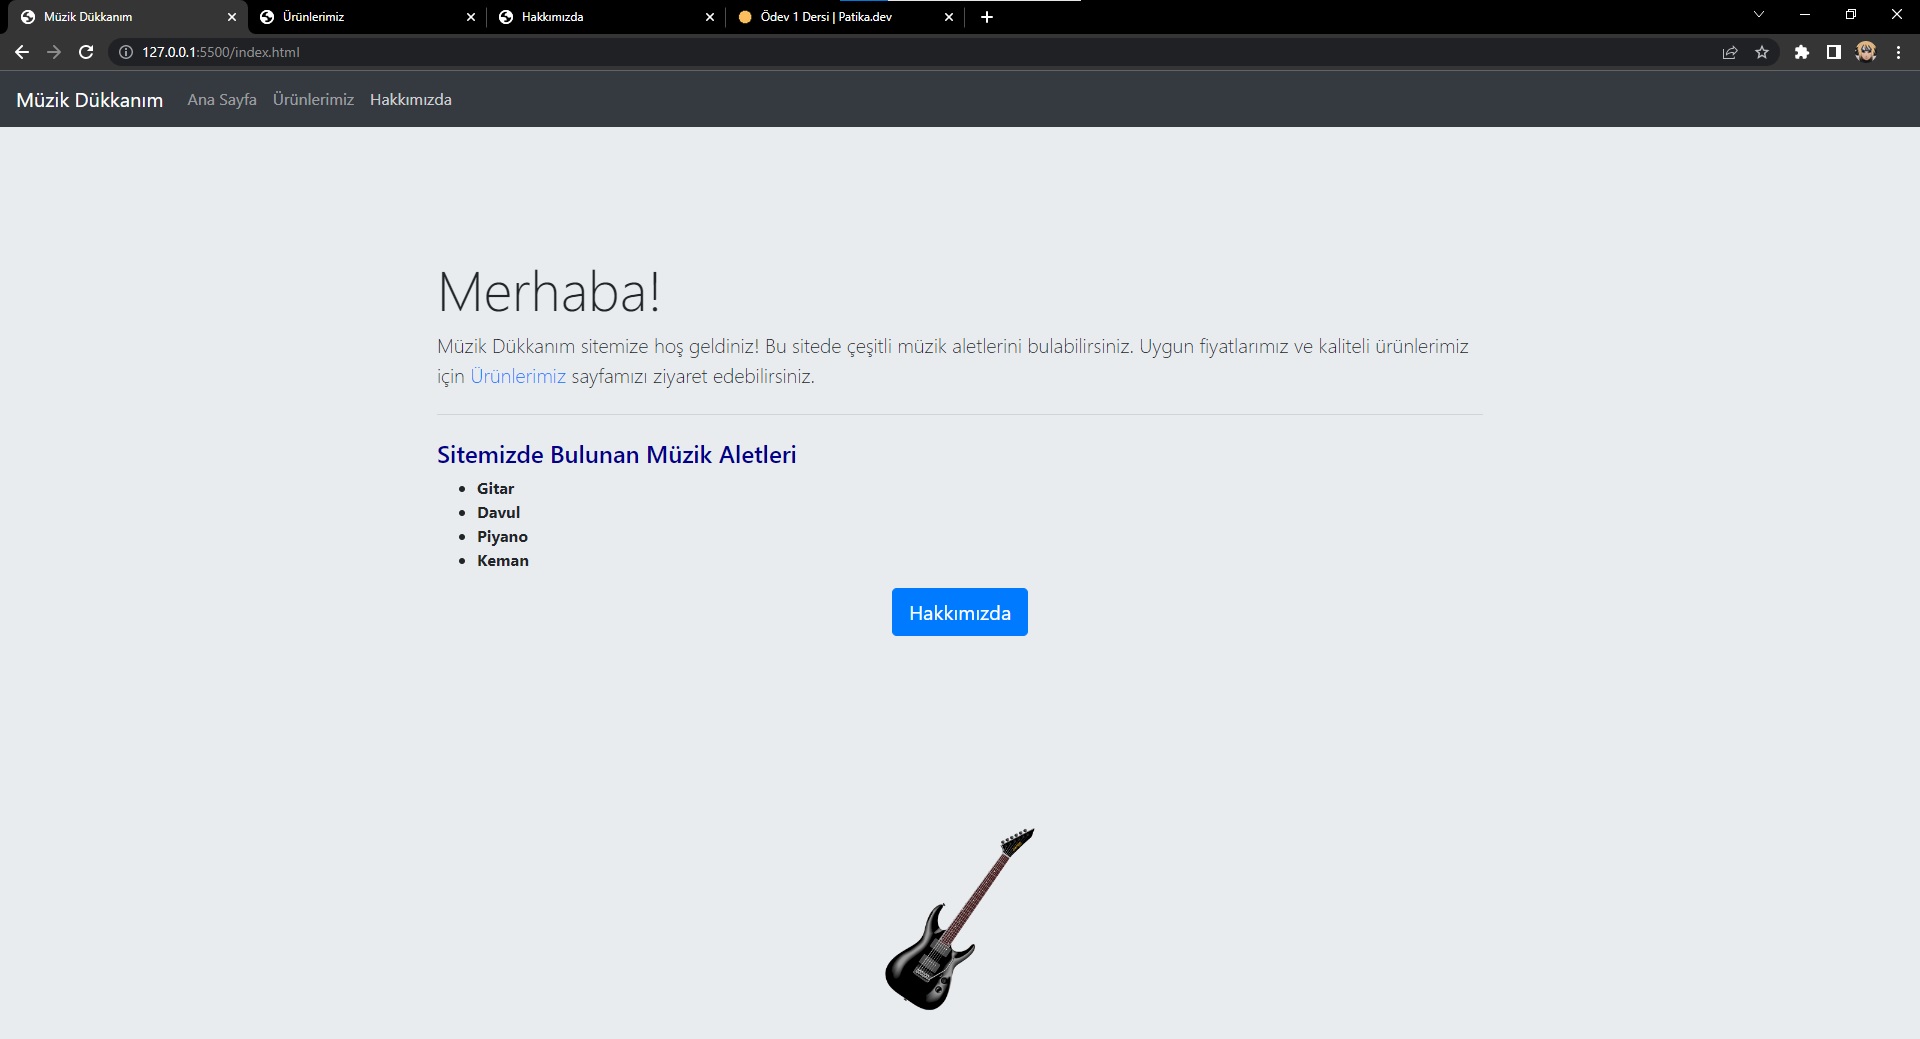 Müzik Dükkanım
Ürünlerimiz
Hakkımızda
Ödev 1 Dersi | Patika.dev
127.0.0.1:5500/index.html
Müzik Dükkanım
Ana Sayfa
Ürünlerimiz
Hakkımızda
Merhaba!
Müzik Dükkanım sitemize hoş geldiniz! Bu sitede çeşitli müzik aletlerini bulabilirsiniz. Uygun fiyatlarımız ve kaliteli ürünlerimiz
için Ürünlerimiz sayfamızı ziyaret edebilirsiniz.
Sitemizde Bulunan Müzik Aletleri
Gitar
Davul
Piyano
Keman
Hakkımızda